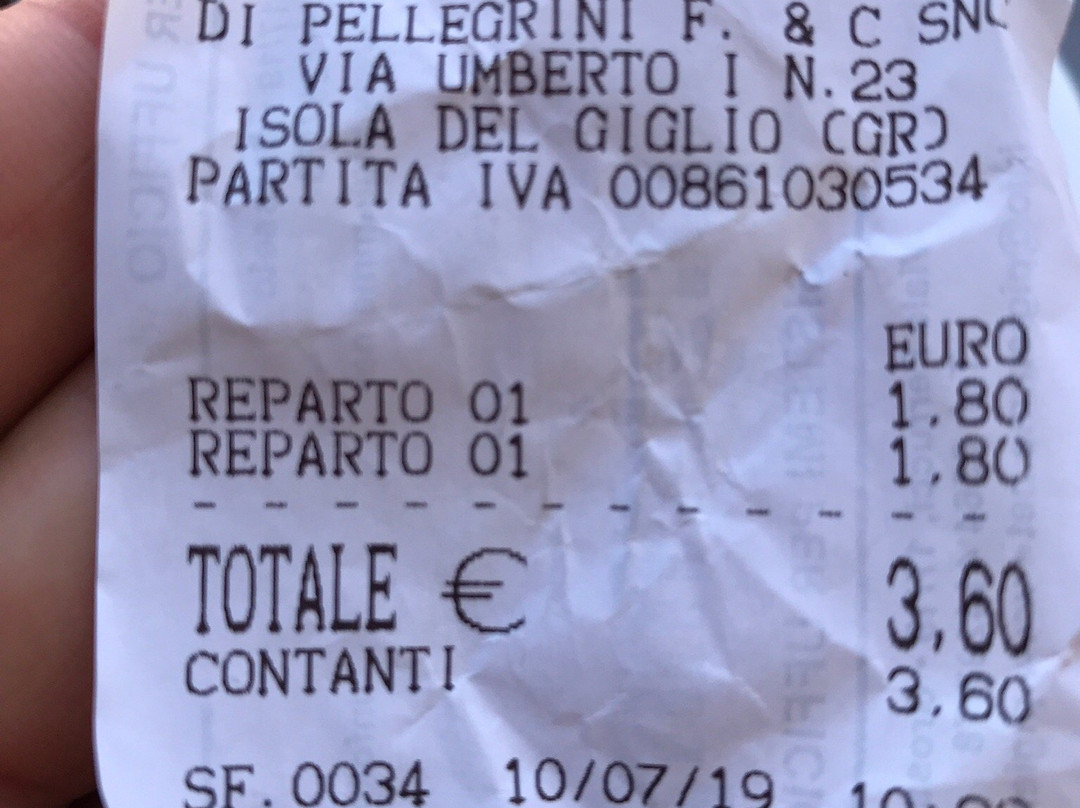 DI PELLEGRINI F. & C SNC
VIA UMBERTO I N.23
ISOLA DEL GIGLIO (GR)
PARTITA IVA 00861030534
EURO
REPARTO 01 1,80
REPARTO 01 1,80
- - - - - - - - - - - -
TOTALE € 3,60
CONTANTI 3,60
SF. 0034 10/07/19